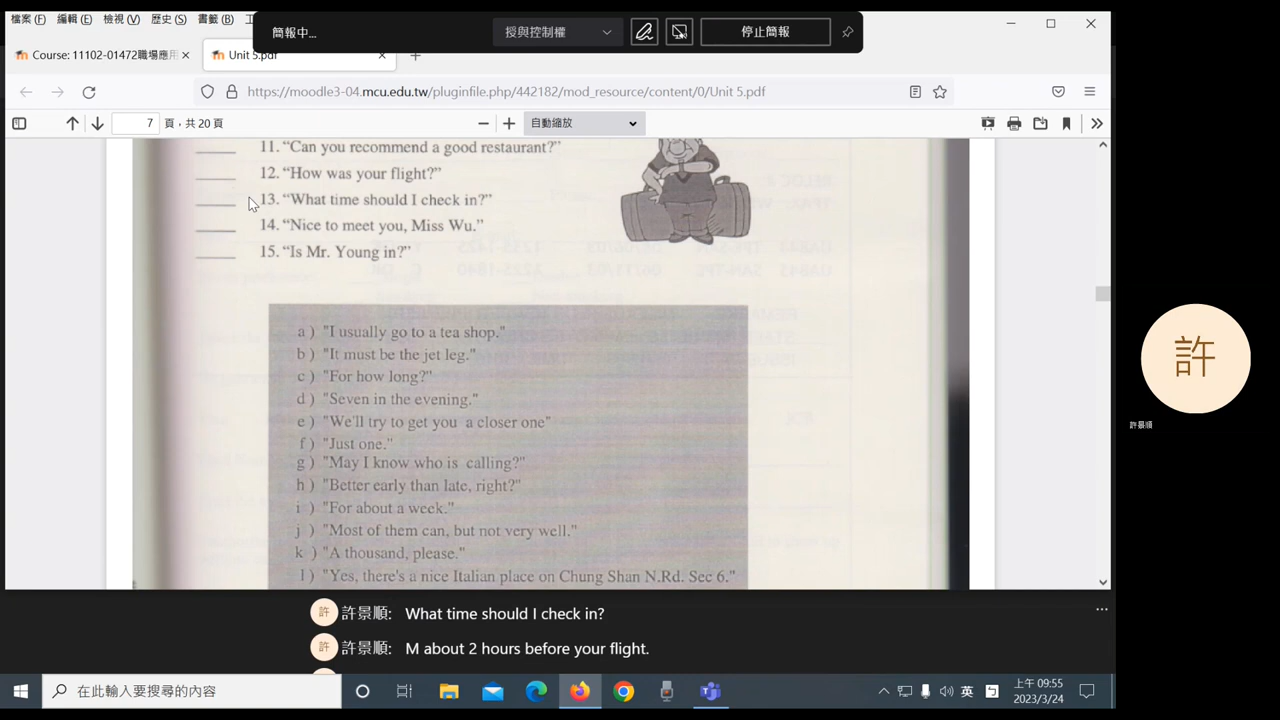 檔案(F) 編輯(E) 檢視(V) 歷史(S) 書籤(B)
簡報中... 授與控制權 停止簡報
Course: 11102-01472職場應用 Unit 5.pdf
https://moodle3-04.mcu.edu.tw/pluginfile.php/442182/mod_resource/content/0/Unit 5.pdf
7 頁，共 20 頁 自動縮放
11. “Can you recommend a good restaurant?”
12. “How was your flight?”
13. “What time should I check in?”
14. “Nice to meet you, Miss Wu.”
15. “Is Mr. Young in?”
a ) "I usually go to a tea shop."
b ) "It must be the jet leg."
c ) "For how long?"
d ) "Seven in the evening."
e ) "We'll try to get you a closer one"
f ) "Just one."
g ) "May I know who is calling?"
h ) "Better early than late, right?"
i ) "For about a week."
j ) "Most of them can, but not very well."
k ) "A thousand, please."
l ) "Yes, there's a nice Italian place on Chung Shan N.Rd. Sec 6."
許
許景順
許 許景順: What time should I check in?
許 許景順: M about 2 hours before your flight.
在此輸入要搜尋的內容
英
上午 09:55
2023/3/24